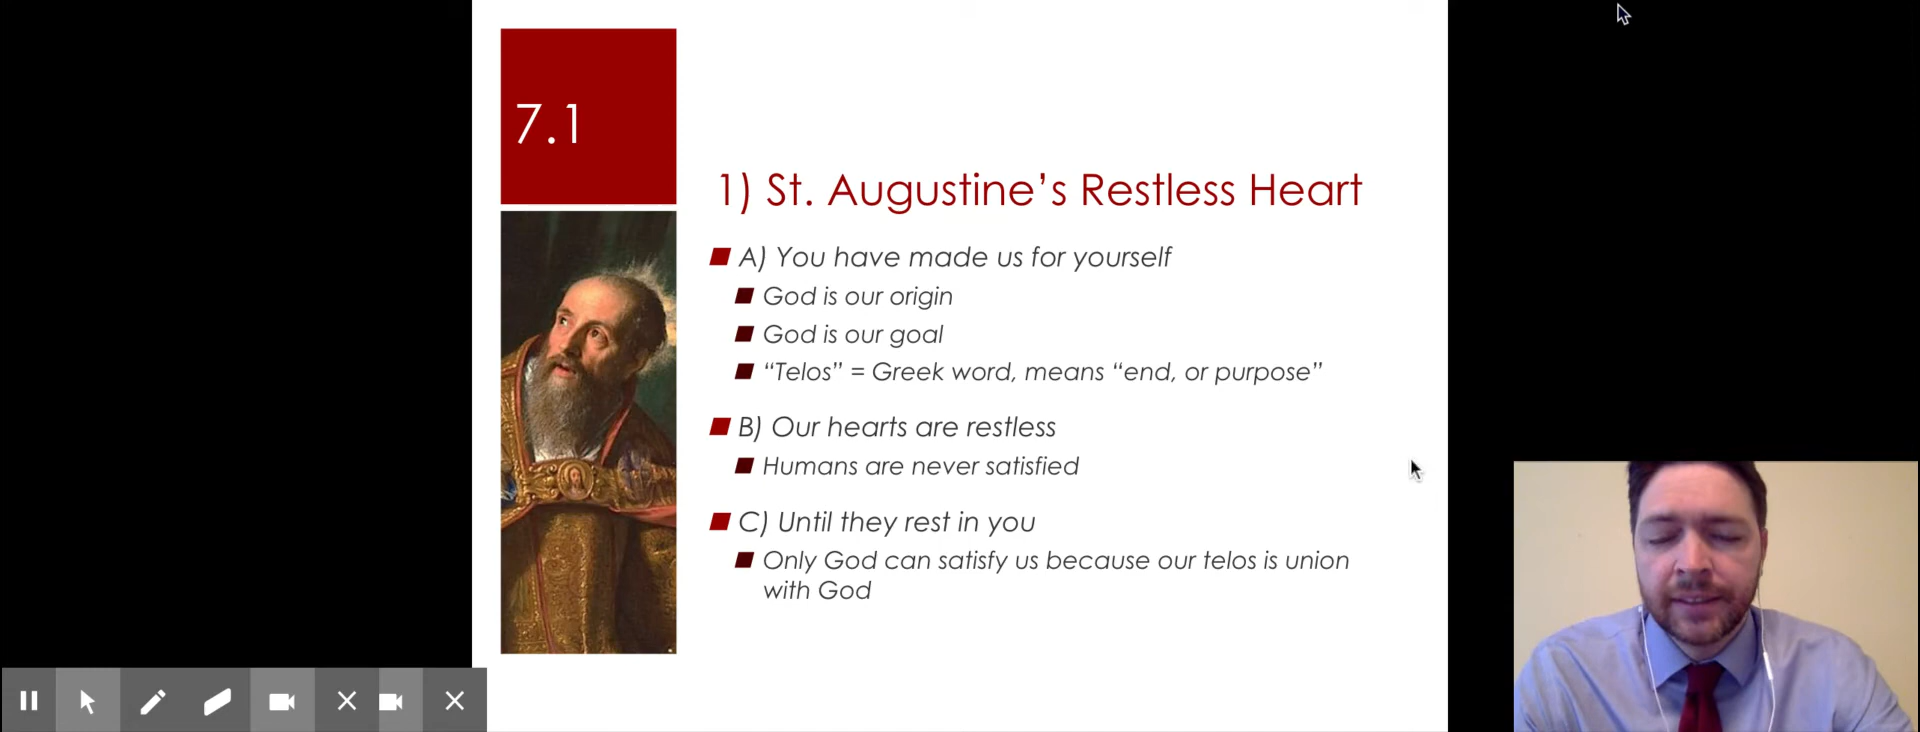 7.1
1) St. Augustine’s Restless Heart
A) You have made us for yourself
God is our origin
God is our goal
“Telos” = Greek word, means “end, or purpose”
B) Our hearts are restless
Humans are never satisfied
C) Until they rest in you
Only God can satisfy us because our telos is union
with God